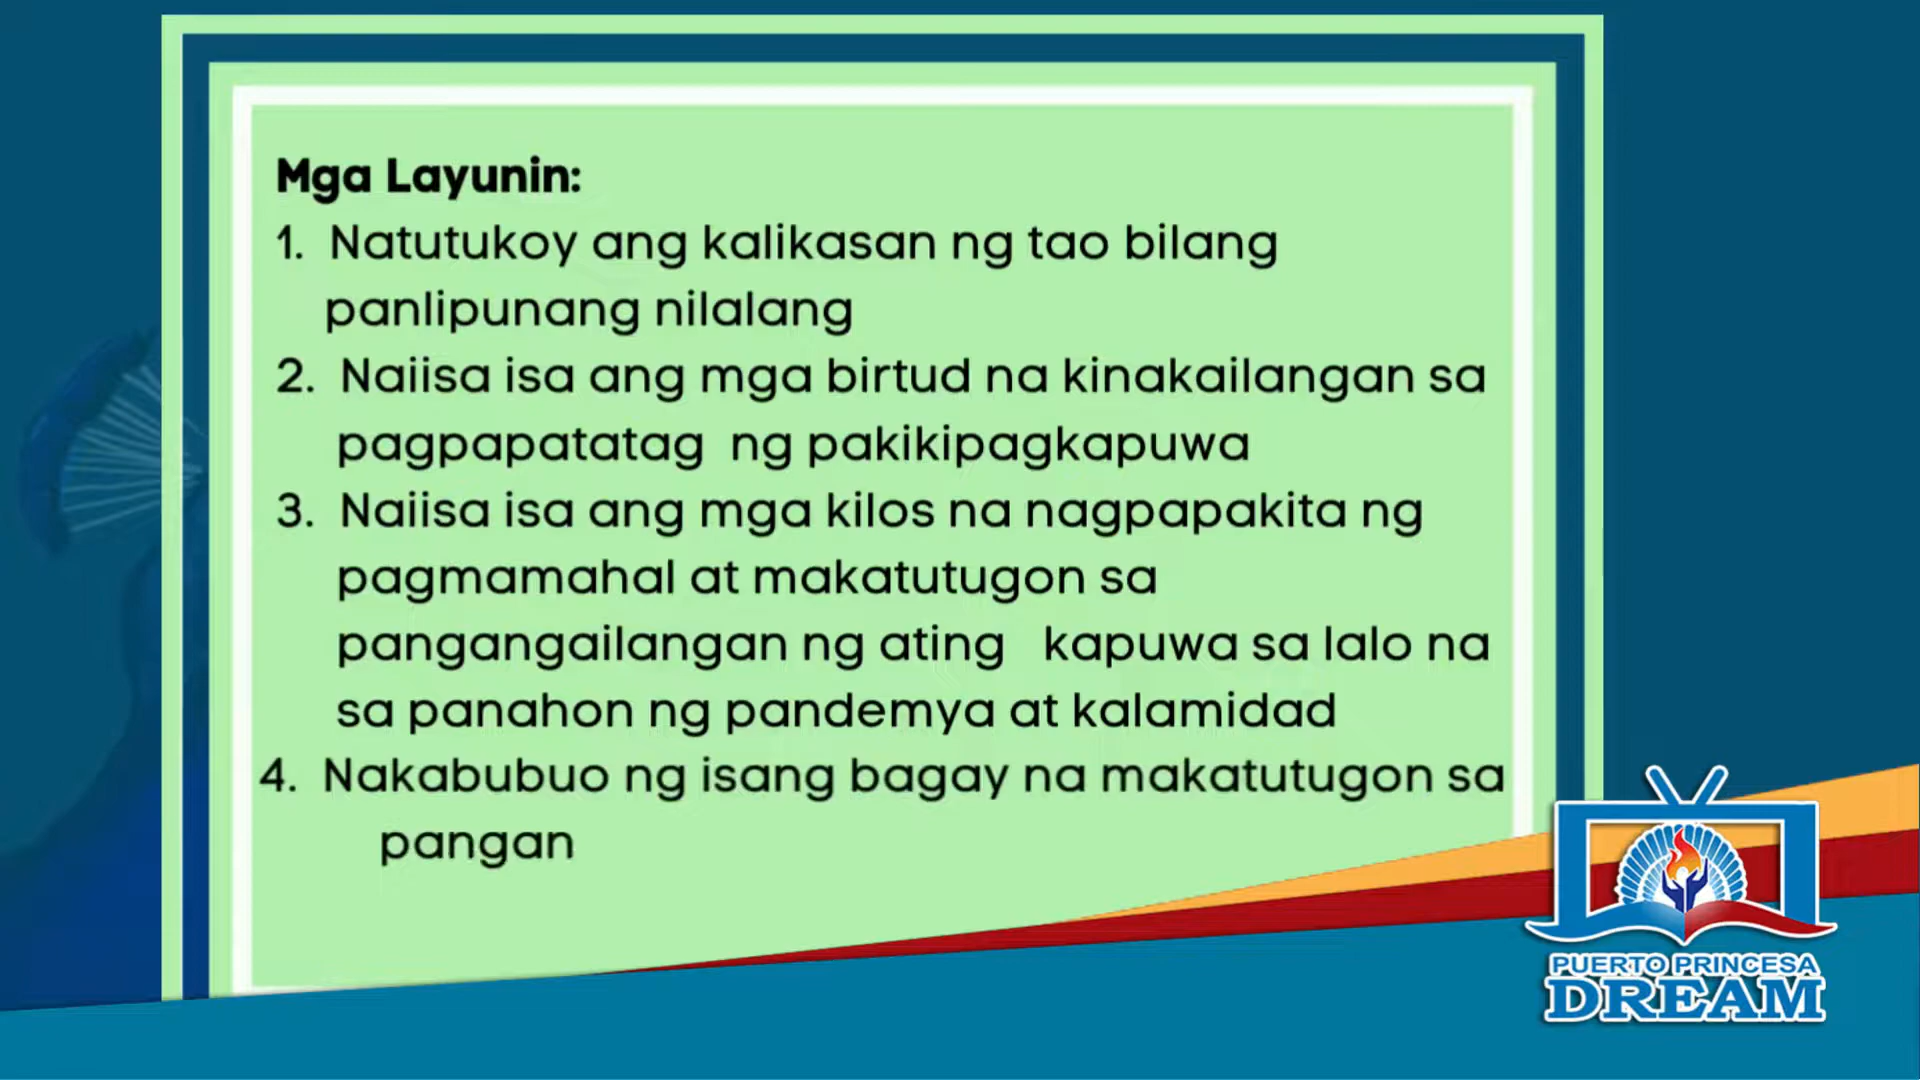 Mga Layunin:
1. Natutukoy ang kalikasan ng tao bilang
panlipunang nilalang
2. Naiisa isa ang mga birtud na kinakailangan sa
pagpapatatag ng pakikipagkapuwa
3. Naiisa isa ang mga kilos na nagpapakita ng
pagmamahal at makatutugon sa
pangangailangan ng ating kapuwa sa lalo na
sa panahon ng pandemya at kalamidad
4. Nakabubuo ng isang bagay na makatutugon sa
pangan
PUERTO PRINCESA
DREAM